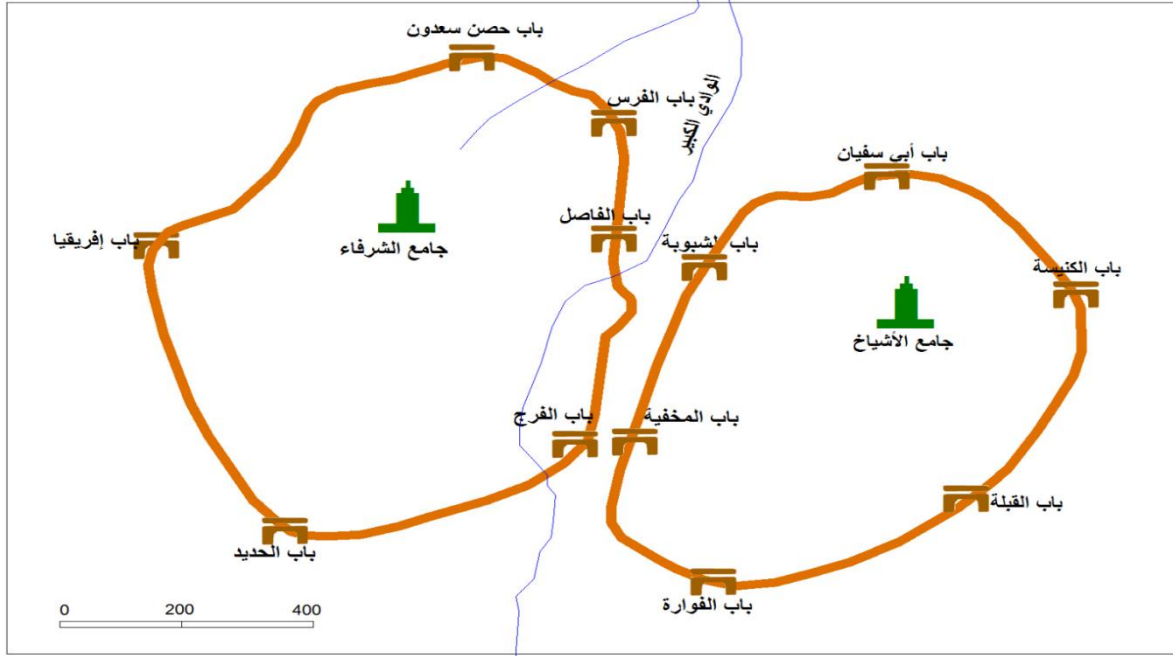 باب حصن سعدون
باب الفرس
الوادي الكبير
باب أبي سفيان
باب الفاصل
باب إفريقيا
جامع الشرفاء
باب الشبوبة
باب الكنيسة
جامع الأشياخ
باب الفرج
باب المخفية
باب القبلة
باب الحديد
باب الفوارة
0 200 400